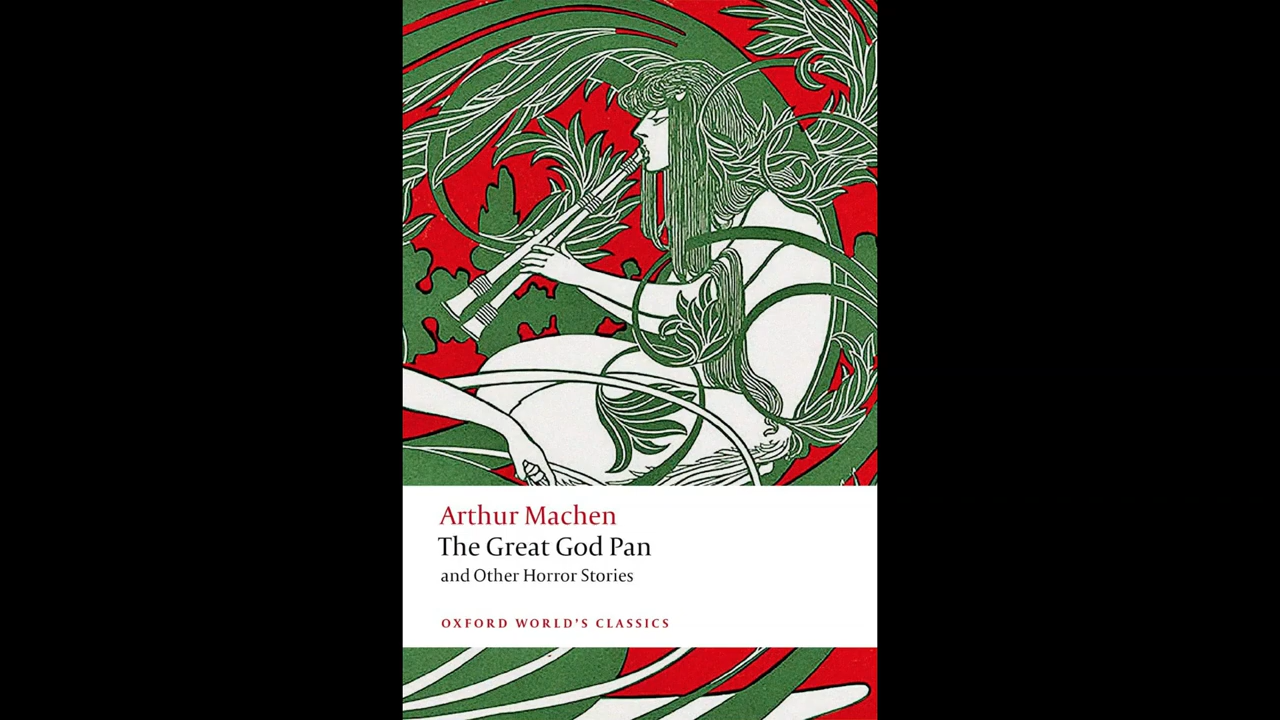 Arthur Machen
The Great God Pan
and Other Horror Stories
OXFORD WORLD'S CLASSICS